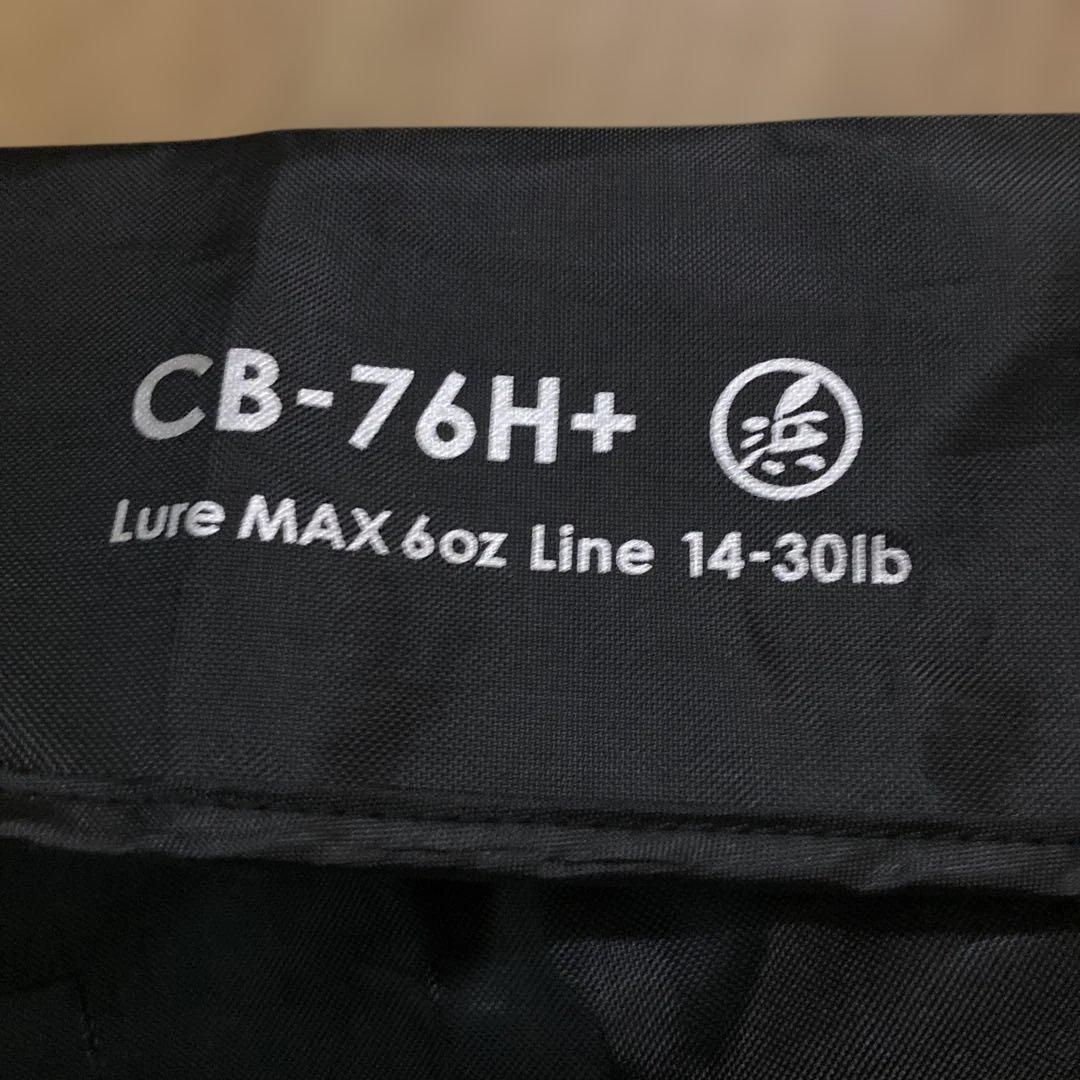 CB-76H+ 浜
Lure MAX 6oz Line 14-30lb